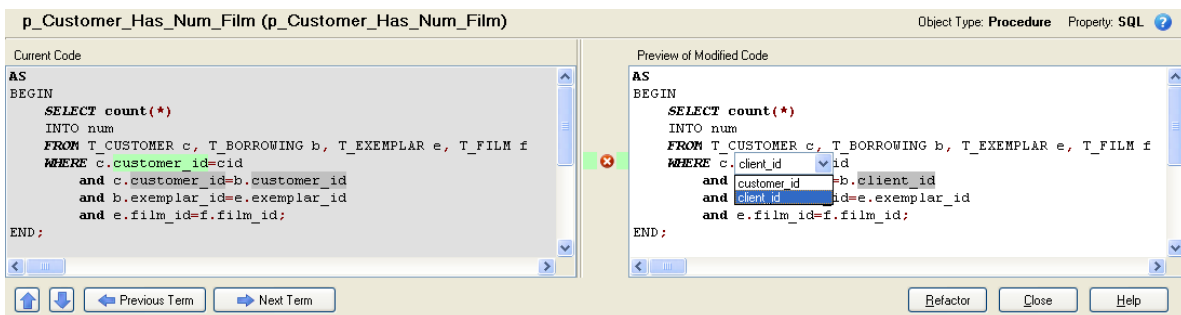 p_Customer_Has_Num_Film (p_Customer_Has_Num_Film)
Object Type: Procedure Property: SQL ?
Current Code
AS
BEGIN
SELECT count(*)
INTO num
FROM T_CUSTOMER c, T_BORROWING b, T_EXEMPLAR e, T_FILM f
WHERE c.customer_id=cid
and c.customer_id=b.customer_id
and b.exemplar_id=e.exemplar_id
and e.film_id=f.film_id;
END;
Preview of Modified Code
AS
BEGIN
SELECT count(*)
INTO num
FROM T_CUSTOMER c, T_BORROWING b, T_EXEMPLAR e, T_FILM f
WHERE c. client_id id
customer_id
client_id
and =b.client_id
and id=e.exemplar_id
and e.film_id=f.film_id;
END;
Previous Term
Next Term
Refactor
Close
Help